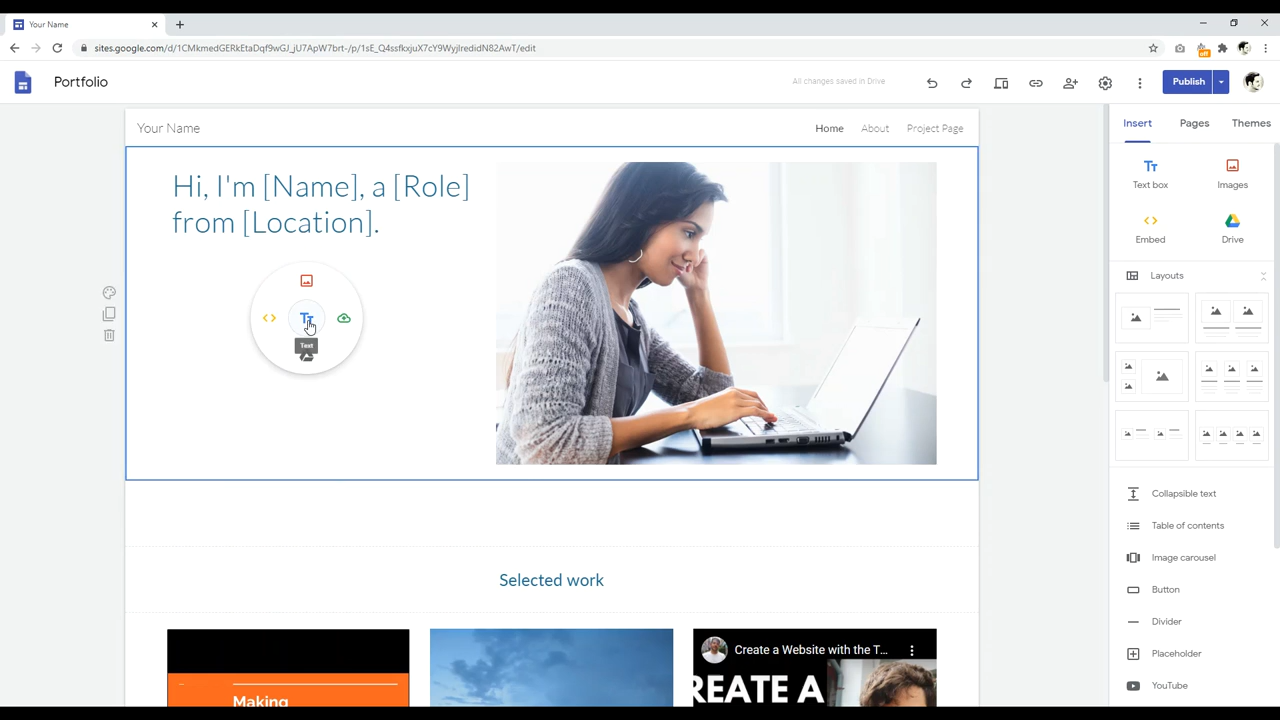 Your Name
sites.google.com/d/1CMkmedGERkEtaDqf9wGJ_jU7ApW7brt-/p/1sE_Q4ssfkxjuX7cY9WyjlredidN82AwT/edit
off
Portfolio
All changes saved in Drive
Publish
Your Name
Home About Project Page
Insert Pages Themes
Hi, I'm [Name], a [Role]
from [Location].
Text
Text box Images
Embed Drive
Layouts
Collapsible text
Table of contents
Image carousel
Button
Divider
Placeholder
YouTube
Selected work
Making
Create a Website with the T...
REATE A